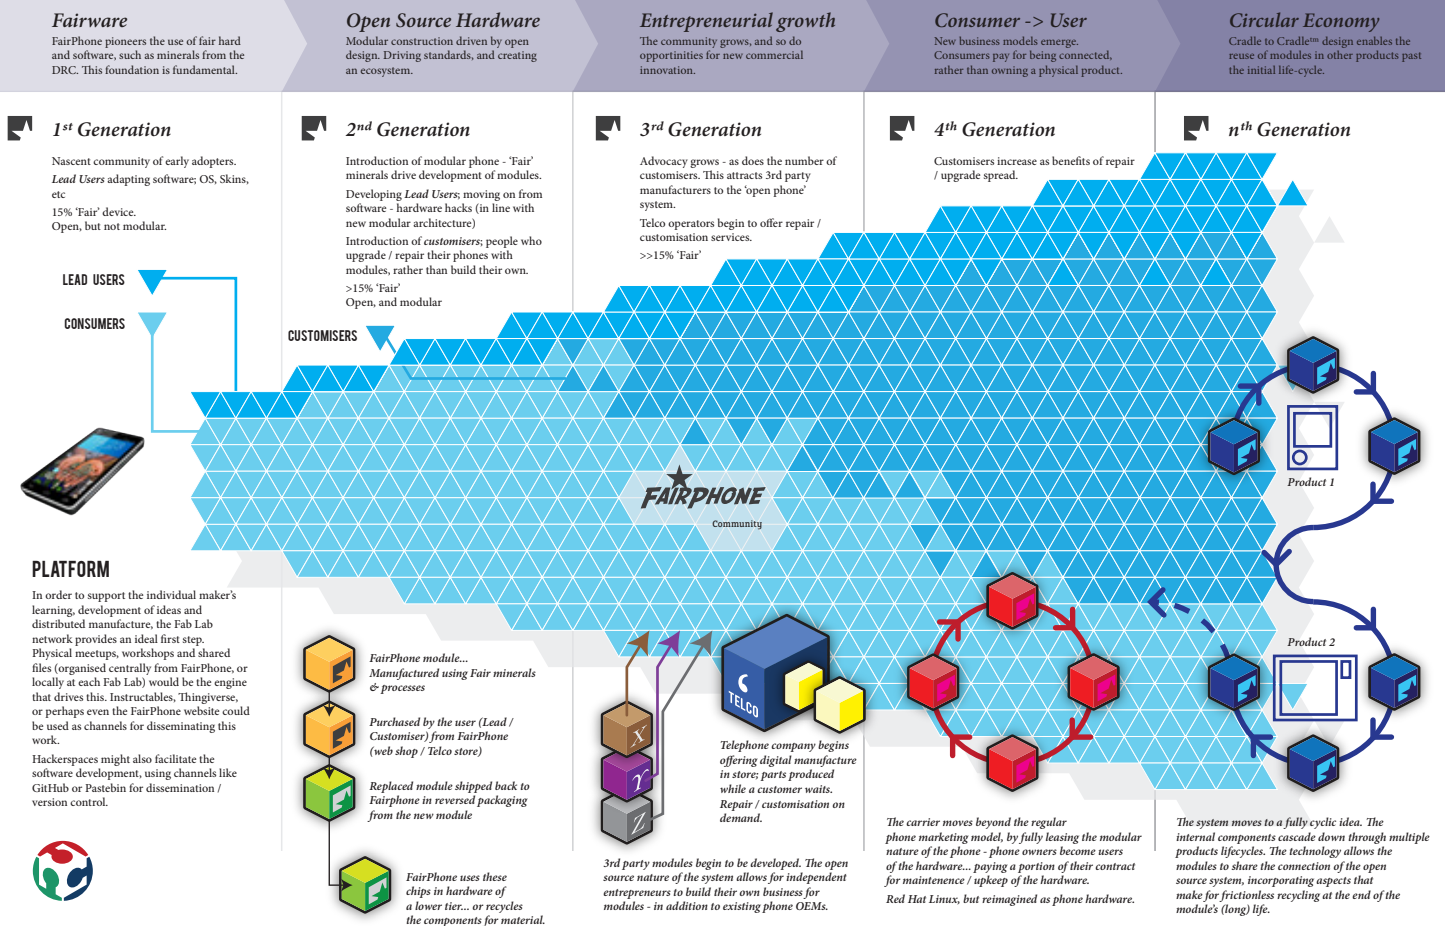 Fairware
FairPhone pioneers the use of fair hard
and software, such as minerals from the
DRC. This foundation is fundamental.
Open Source Hardware
Modular construction driven by open
design. Driving standards, and creating
an ecosystem.
Entrepreneurial growth
The community grows, and so do
opportunities for new commercial
innovation.
Consumer -> User
New business models emerge.
Consumers pay for being connected,
rather than owning a physical product.
Circular Economy
Cradle to Cradle™ design enables the
reuse of modules in other products past
the initial life-cycle.
1st Generation
Nascent community of early adopters.
Lead Users adapting software; OS, Skins,
etc
15% ‘Fair’ device.
Open, but not modular.
2nd Generation
Introduction of modular phone - ‘Fair’
minerals drive development of modules.
Developing Lead Users; moving on from
software - hardware hacks (in line with
new modular architecture)
Introduction of customisers; people who
upgrade / repair their phones with
modules, rather than build their own.
>15% ‘Fair’
Open, and modular
3rd Generation
Advocacy grows - as does the number of
customisers. This attracts 3rd party
manufacturers to the ‘open phone’
system.
Telco operators begin to offer repair /
customisation services.
>>15% ‘Fair’
4th Generation
Customisers increase as benefits of repair
/ upgrade spread.
nth Generation
LEAD USERS
CONSUMERS
CUSTOMISERS
FAIRPHONE
Community
Product 1
Product 2
PLATFORM
In order to support the individual maker’s
learning, development of ideas and
distributed manufacture, the Fab Lab
network provides an ideal first step.
Physical meetups, workshops and shared
files (organised centrally from FairPhone, or
locally at each Fab Lab) would be the engine
that drives this. Instructables, Thingiverse,
or perhaps even the FairPhone website could
be used as channels for disseminating this
work.
Hackerspaces might also facilitate the
software development, using channels like
GitHub or Pastebin for dissemination /
version control.
FairPhone module...
Manufactured using Fair minerals
& processes
Purchased by the user (Lead /
Customiser) from FairPhone
(web shop / Telco store)
Replaced module shipped back to
Fairphone in reversed packaging
from the new module
FairPhone uses these
chips in hardware of
a lower tier... or recycles
the components for material.
X
Y
Z
3rd party modules begin to be developed. The open
source nature of the system allows for independent
entrepreneurs to build their own business for
modules - in addition to existing phone OEMs.
TELCO
Telephone company begins
offering digital manufacture
in store; parts produced
while a customer waits.
Repair / customisation on
demand.
The carrier moves beyond the regular
phone marketing model, by fully leasing the modular
nature of the phone - phone owners become users
of the hardware... paying a portion of their contract
for maintenence / upkeep of the hardware.
Red Hat Linux, but reimagined as phone hardware.
The system moves to a fully cyclic idea. The
internal components cascade down through multiple
products lifecycles. The technology allows the
modules to share the connection of the open
source system, incorporating aspects that
make for frictionless recycling at the end of the
module’s (long) life.